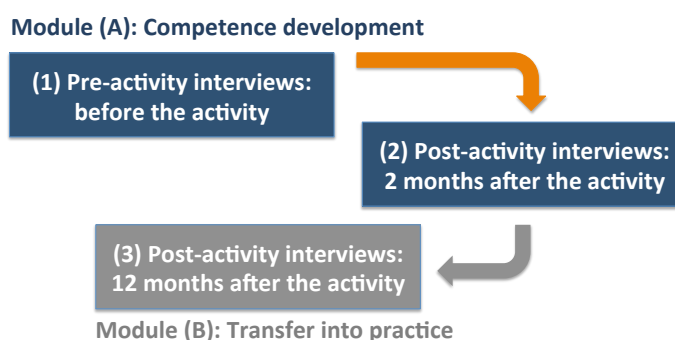 Module (A): Competence development
(1) Pre-activity interviews:
before the activity
(2) Post-activity interviews:
2 months after the activity
(3) Post-activity interviews:
12 months after the activity
Module (B): Transfer into practice